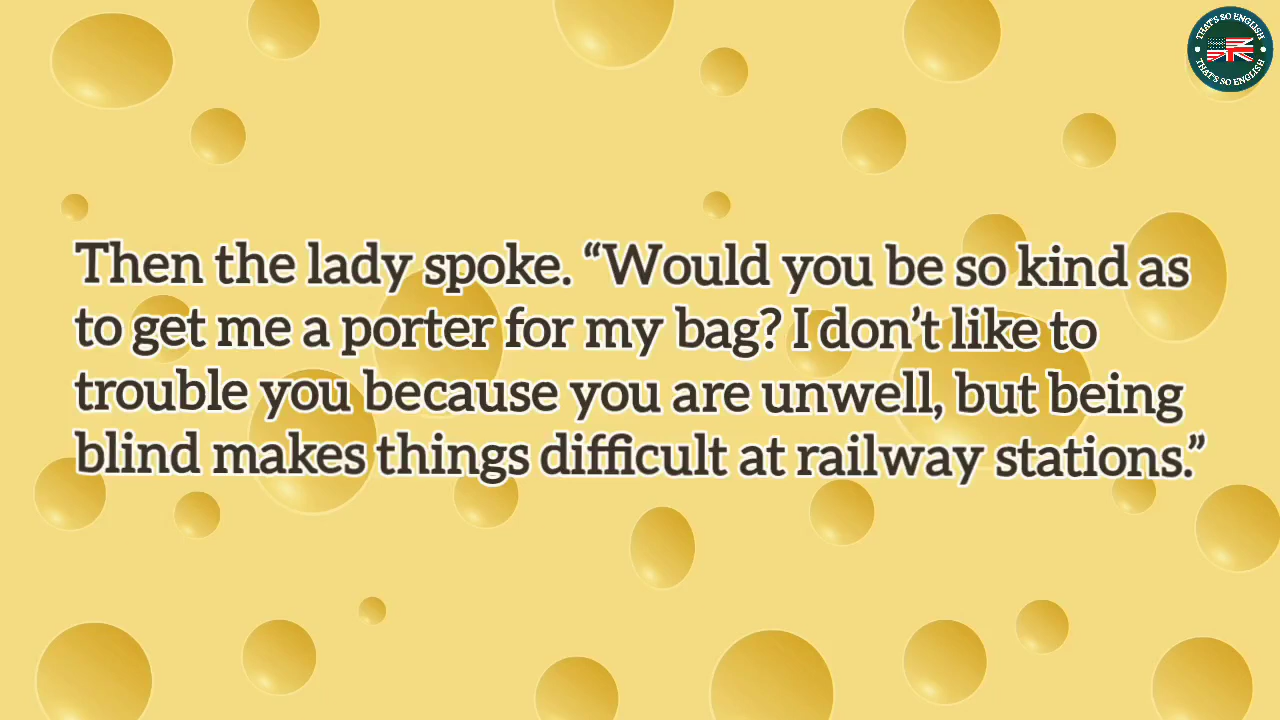 THAT'S SO ENGLISH
THAT'S SO ENGLISH
Then the lady spoke. “Would you be so kind as
to get me a porter for my bag? I don’t like to
trouble you because you are unwell, but being
blind makes things difficult at railway stations.”